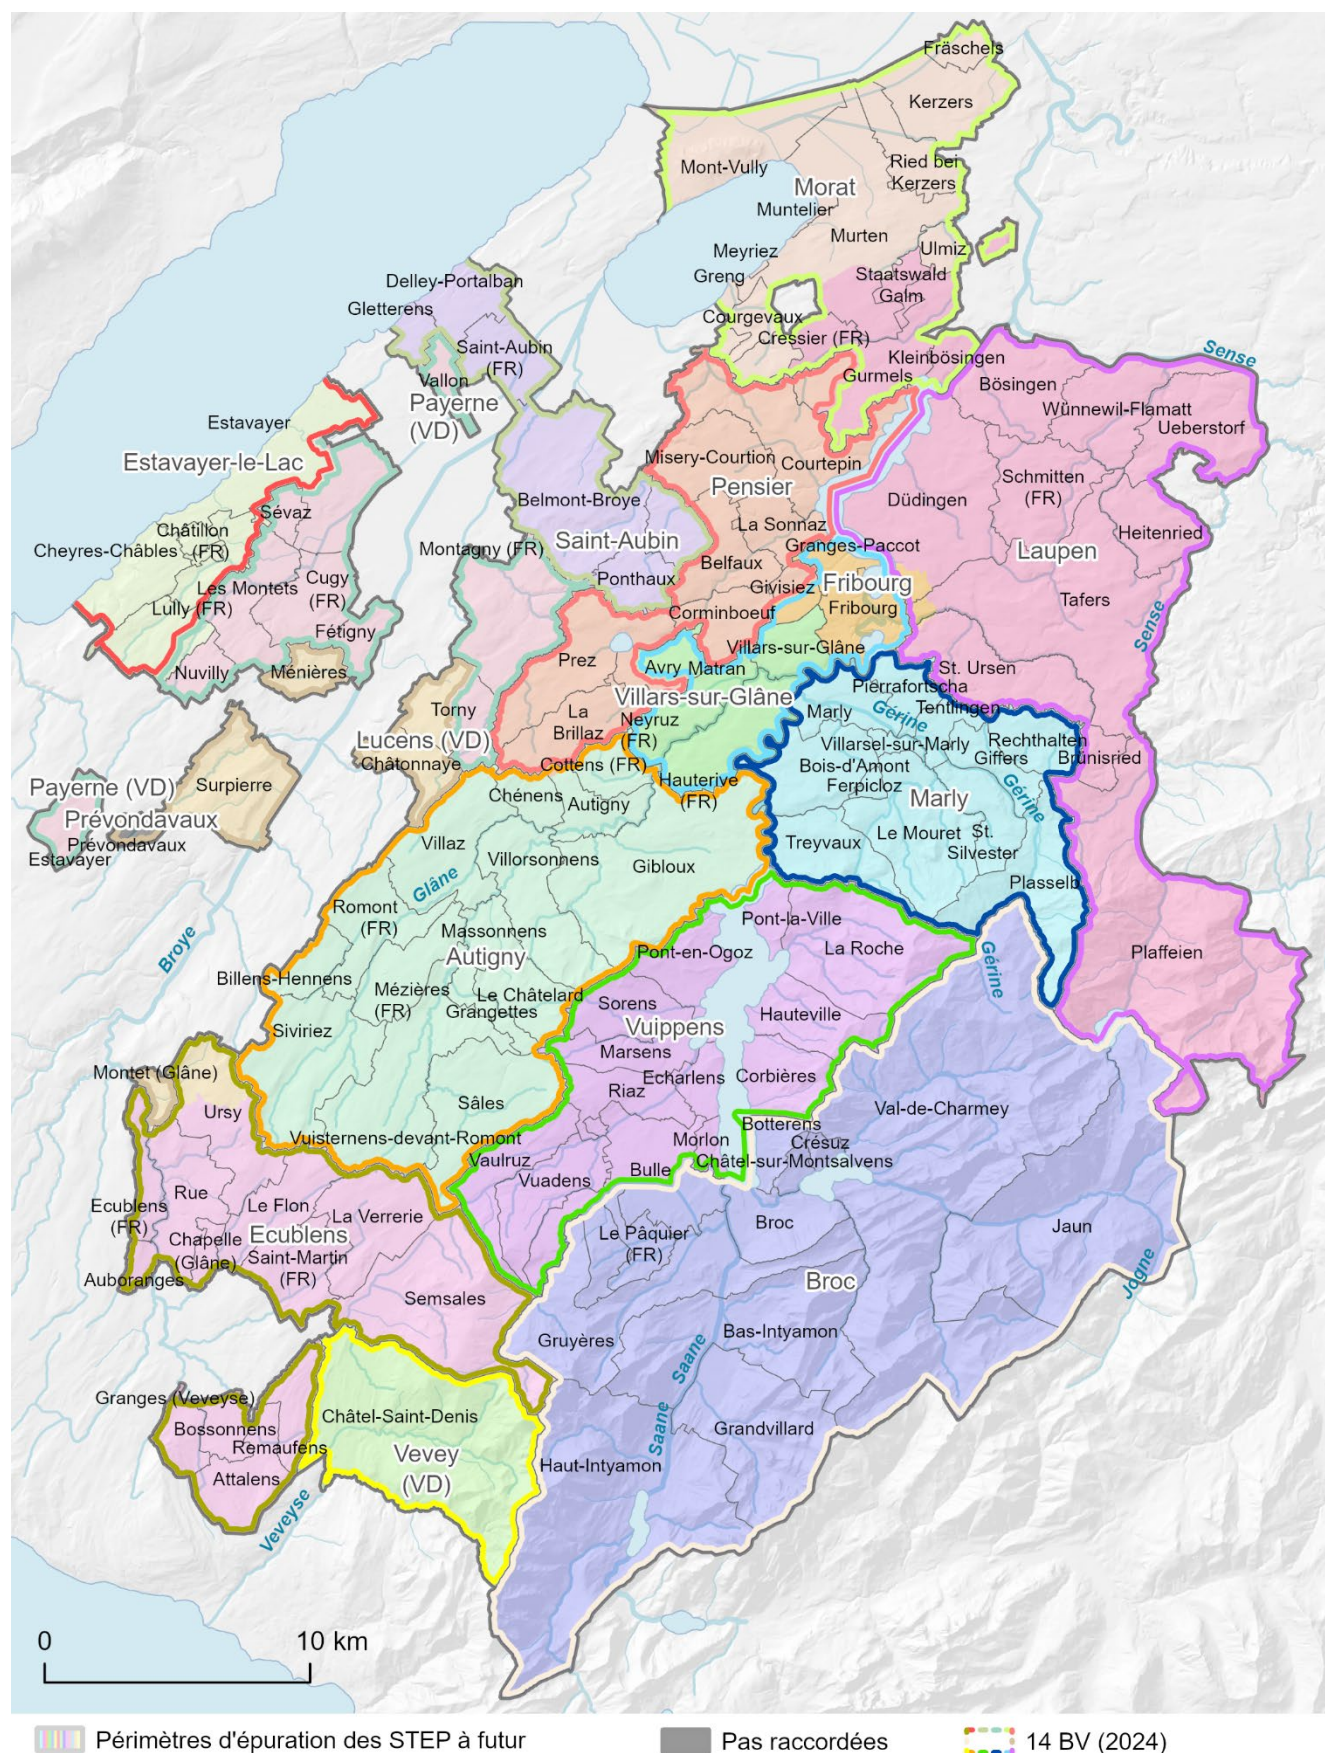 Fräschels
Kerzers
Mont-Vully
Ried bei
Kerzers
Morat
Muntelier
Murten
Ulmiz
Meyriez
Greng
Staatswald
Galm
Delley-Portalban
Gletterens
Courgevaux
Cressier (FR)
Saint-Aubin
(FR)
Kleinbösingen
Sense
Vallon
Gurmels
Bösingen
Payerne
(VD)
Wünnewil-Flamatt
Ueberstorf
Estavayer
Estavayer-le-Lac
Misery-Courtion
Courtepin
Pensier
Schmitten
(FR)
Düdingen
Belmont-Broye
Sévaz
Châtillon
(FR)
La Sonnaz
Heitenried
Saint-Aubin
Cheyres-Châbles
Montagny (FR)
Granges-Paccot
Laupen
Belfaux
Ponthaux
Givisiez
Fribourg
Les Montets
Cugy
(FR)
Lully (FR)
Corminboeuf
Fribourg
Tafers
Fétigny
Sense
Villars-sur-Glâne
Nuvilly
Ménières
Prez
Avry
Matran
St. Ursen
Pierrafortscha
Tentlingen
Villars-sur-Glâne
Torny
La
Brillaz
Neyruz
(FR)
Marly
Gérine
Lucens (VD)
Châtonnaye
Cottens (FR)
Villarsel-sur-Marly
Rechthalten
Giffers
Brünisried
Bois-d'Amont
Ferpicloz
Payerne (VD)
Surpierre
Hauterive
(FR)
Chénens
Autigny
Marly
Gérine
Prévondavaux
Prévondavaux
Estavayer
Villaz
Villorsonnens
Gibloux
Treyvaux
Le Mouret
St.
Silvester
Glâne
Plasselb
Romont
(FR)
Massonnens
Pont-la-Ville
La Roche
Broye
Autigny
Pont-en-Ogoz
Gérine
Plaffeien
Billens-Hennens
Mézières
(FR)
Le Châtelard
Grangettes
Sorens
Hauteville
Siviriez
Vuippens
Marsens
Echarlens
Corbières
Montet (Glâne)
Riaz
Ursy
Sâles
Val-de-Charmey
Botterens
Vuisternens-devant-Romont
Morlon
Crésuz
Vaulruz
Bulle
Châtel-sur-Montsalvens
Vuadens
Rue
Ecublens
(FR)
Le Flon
La Verrerie
Le Pâquier
(FR)
Broc
Jaun
Chapelle
(Glâne)
Ecublens
Saint-Martin
(FR)
Auboranges
Broc
Jogne
Semsales
Gruyères
Bas-Intyamon
Saane
Granges (Veveyse)
Bossonnens
Remaufens
Châtel-Saint-Denis
Grandvillard
Saane
Attalens
Vevey
(VD)
Haut-Intyamon
Veveyse
0 10 km
Périmètres d'épuration des STEP à futur Pas raccordées 14 BV (2024)